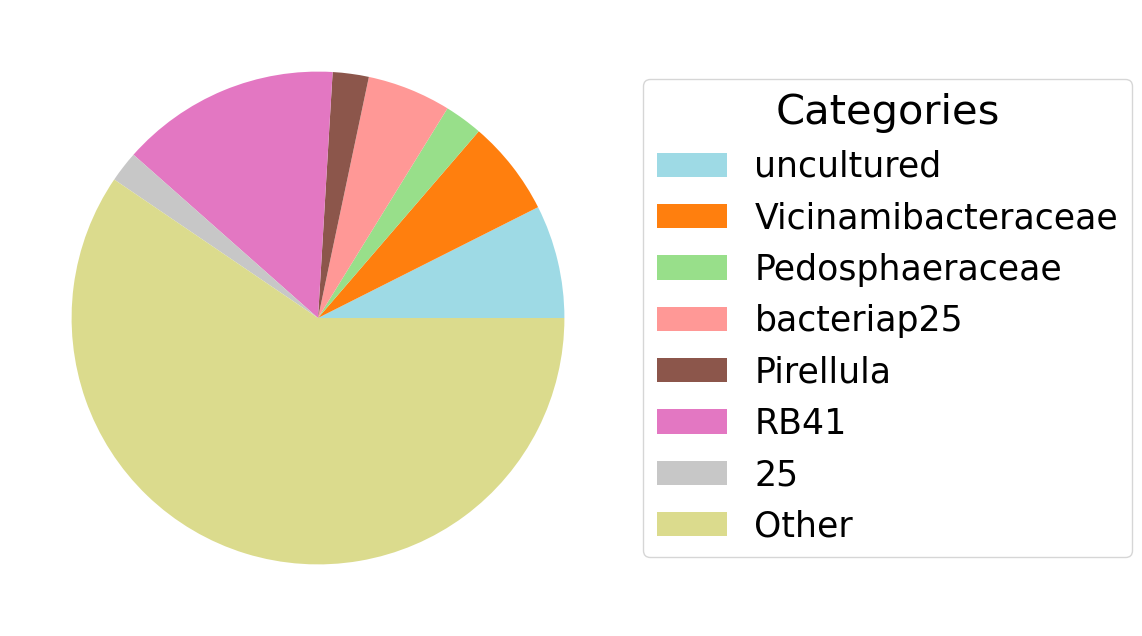 Categories
uncultured
Vicinamibacteraceae
Pedosphaeraceae
bacteriap25
Pirellula
RB41
25
Other